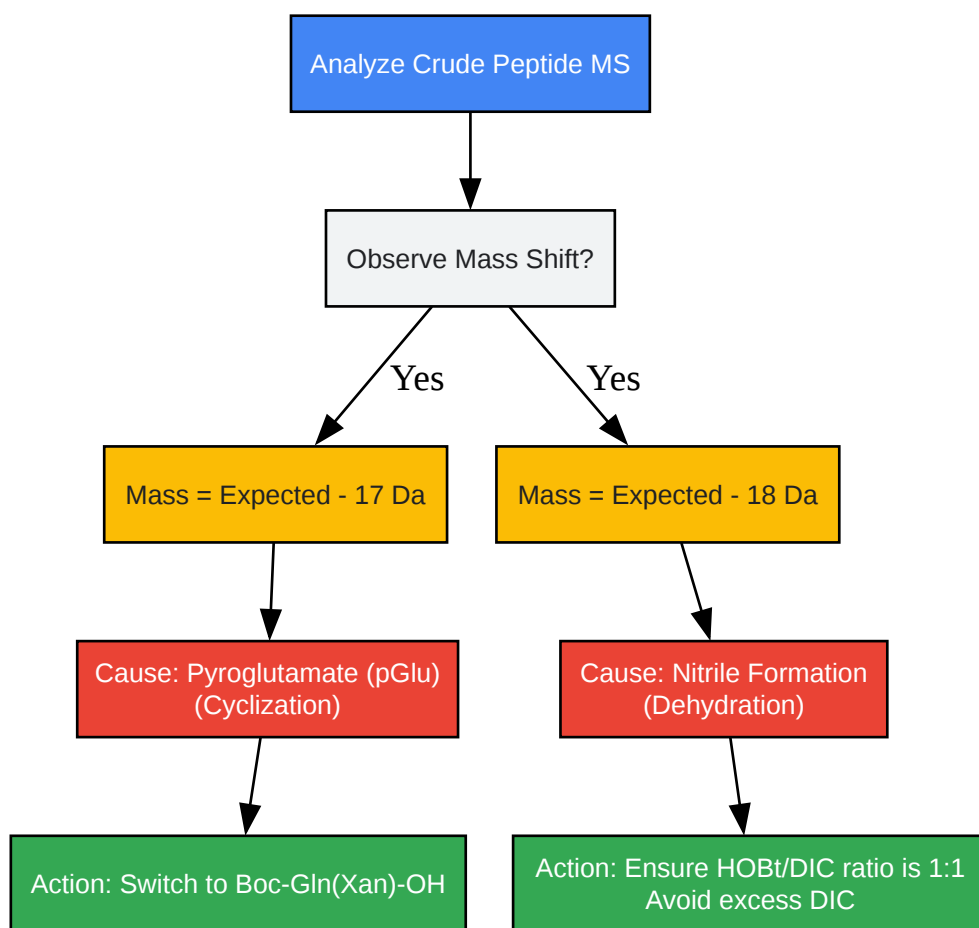 Analyze Crude Peptide MS
Observe Mass Shift?
Yes
Yes
Mass = Expected - 17 Da
Mass = Expected - 18 Da
Cause: Pyroglutamate (pGlu)
(Cyclization)
Cause: Nitrile Formation
(Dehydration)
Action: Switch to Boc-Gln(Xan)-OH
Action: Ensure HOBt/DIC ratio is 1:1
Avoid excess DIC